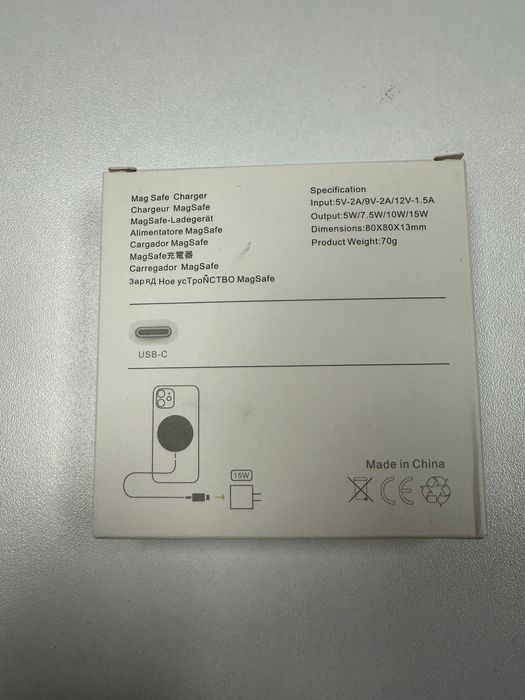 Mag Safe Charger
Chargeur MagSafe
MagSafe-Ladegerät
Alimentatore MagSafe
Cargador MagSafe
MagSafe充電器
Carregador MagSafe
Заряд Ное усТроЙСТВО MagSafe
Specification
Input:5V-2A/9V-2A/12V-1.5A
Output:5W/7.5W/10W/15W
Dimensions:80X80X13mm
Product Weight:70g
USB-C
15W
Made in China
CE